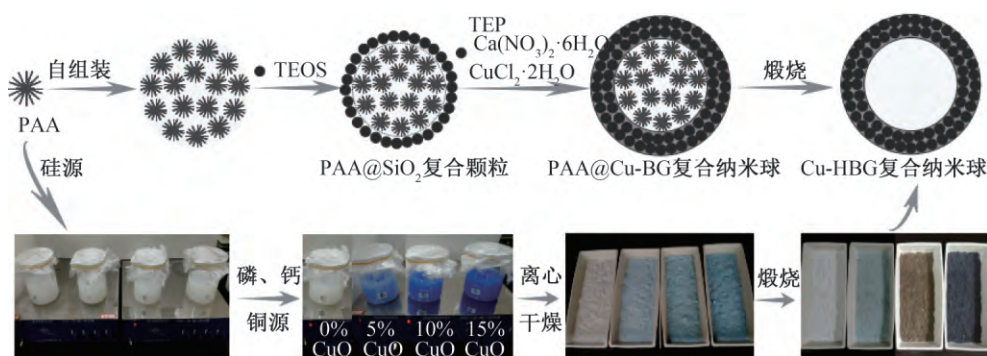 自组装
PAA
TEOS
PAA@SiO₂复合颗粒
TEP
Ca(NO₃)₂·6H₂O
CuCl₂·2H₂O
PAA@Cu-BG复合纳米球
煅烧
Cu-HBG复合纳米球
硅源
磷、钙
铜源
0% 5% 10% 15%
CuO CuO CuO CuO
离心
干燥
煅烧